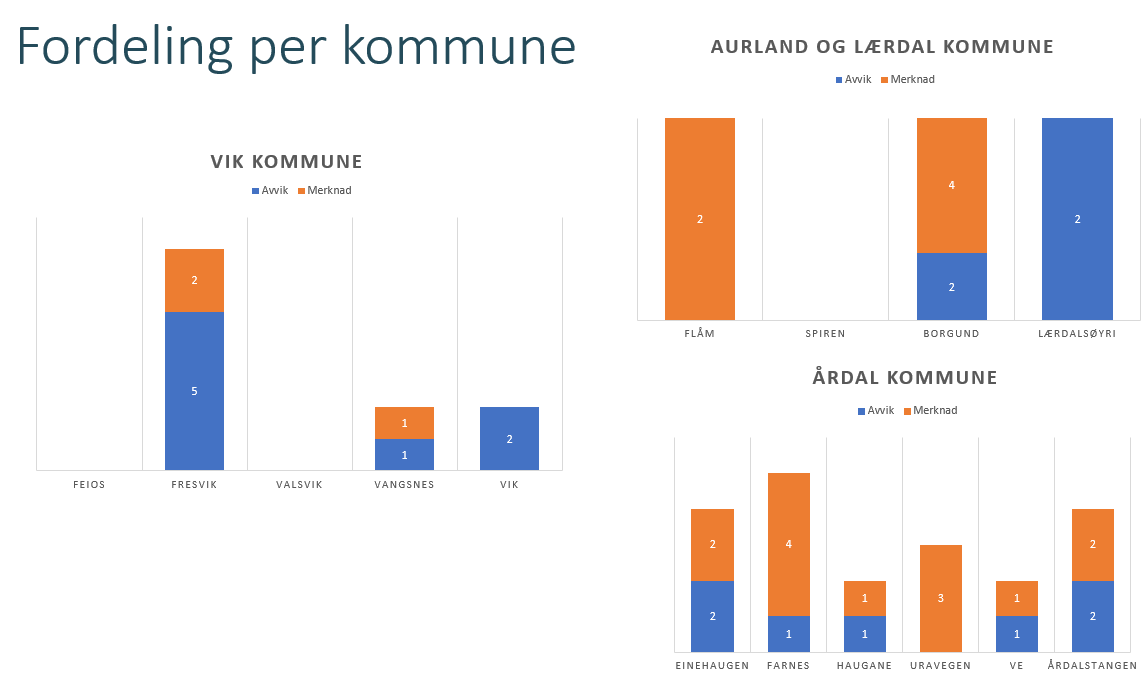 Fordeling per kommune
VIK KOMMUNE
Avvik Merknad
2
5
1
1
2
FEIOS FRESVIK VALSVIK VANGSNES VIK
AURLAND OG LÆRDAL KOMMUNE
Avvik Merknad
2
4
2
2
FLÅM SPIREN BORGUND LÆRDALSØYRI
ÅRDAL KOMMUNE
Avvik Merknad
2
2
4
1
1
1
3
1
1
2
2
EINEHAUGEN FARNES HAUGANE URAVEGEN VE ÅRDALSTANGEN